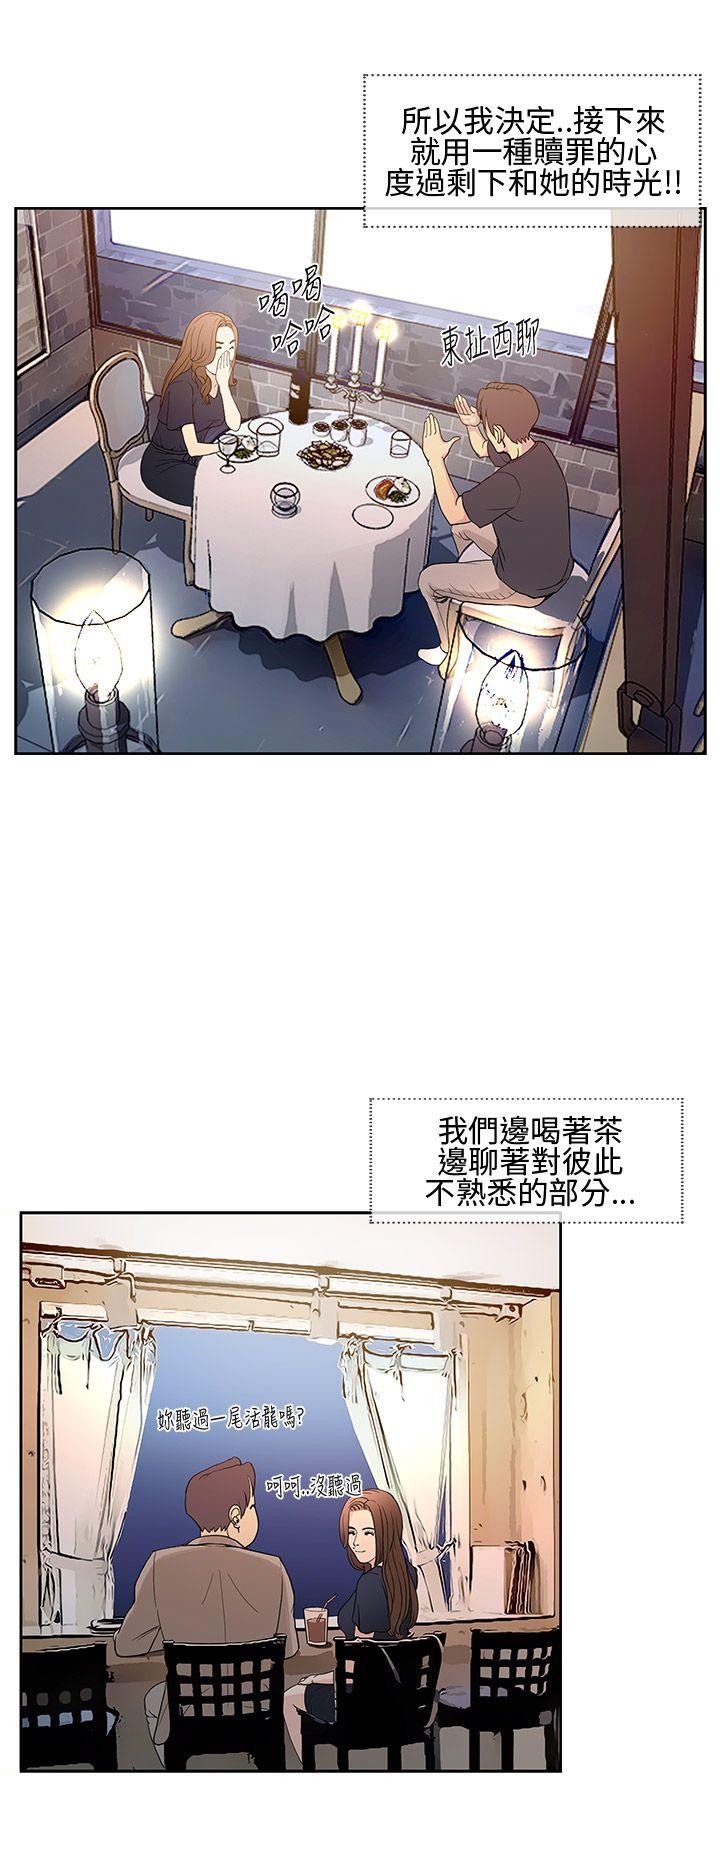 所以我決定..接下來
就用一種贖罪的心
度過剩下和她的時光!!
喝喝
哈哈
東扯西聊
我們邊喝著茶
邊聊著對彼此
不熟悉的部分...
妳聽過一尾活龍嗎?
呵呵..沒聽過